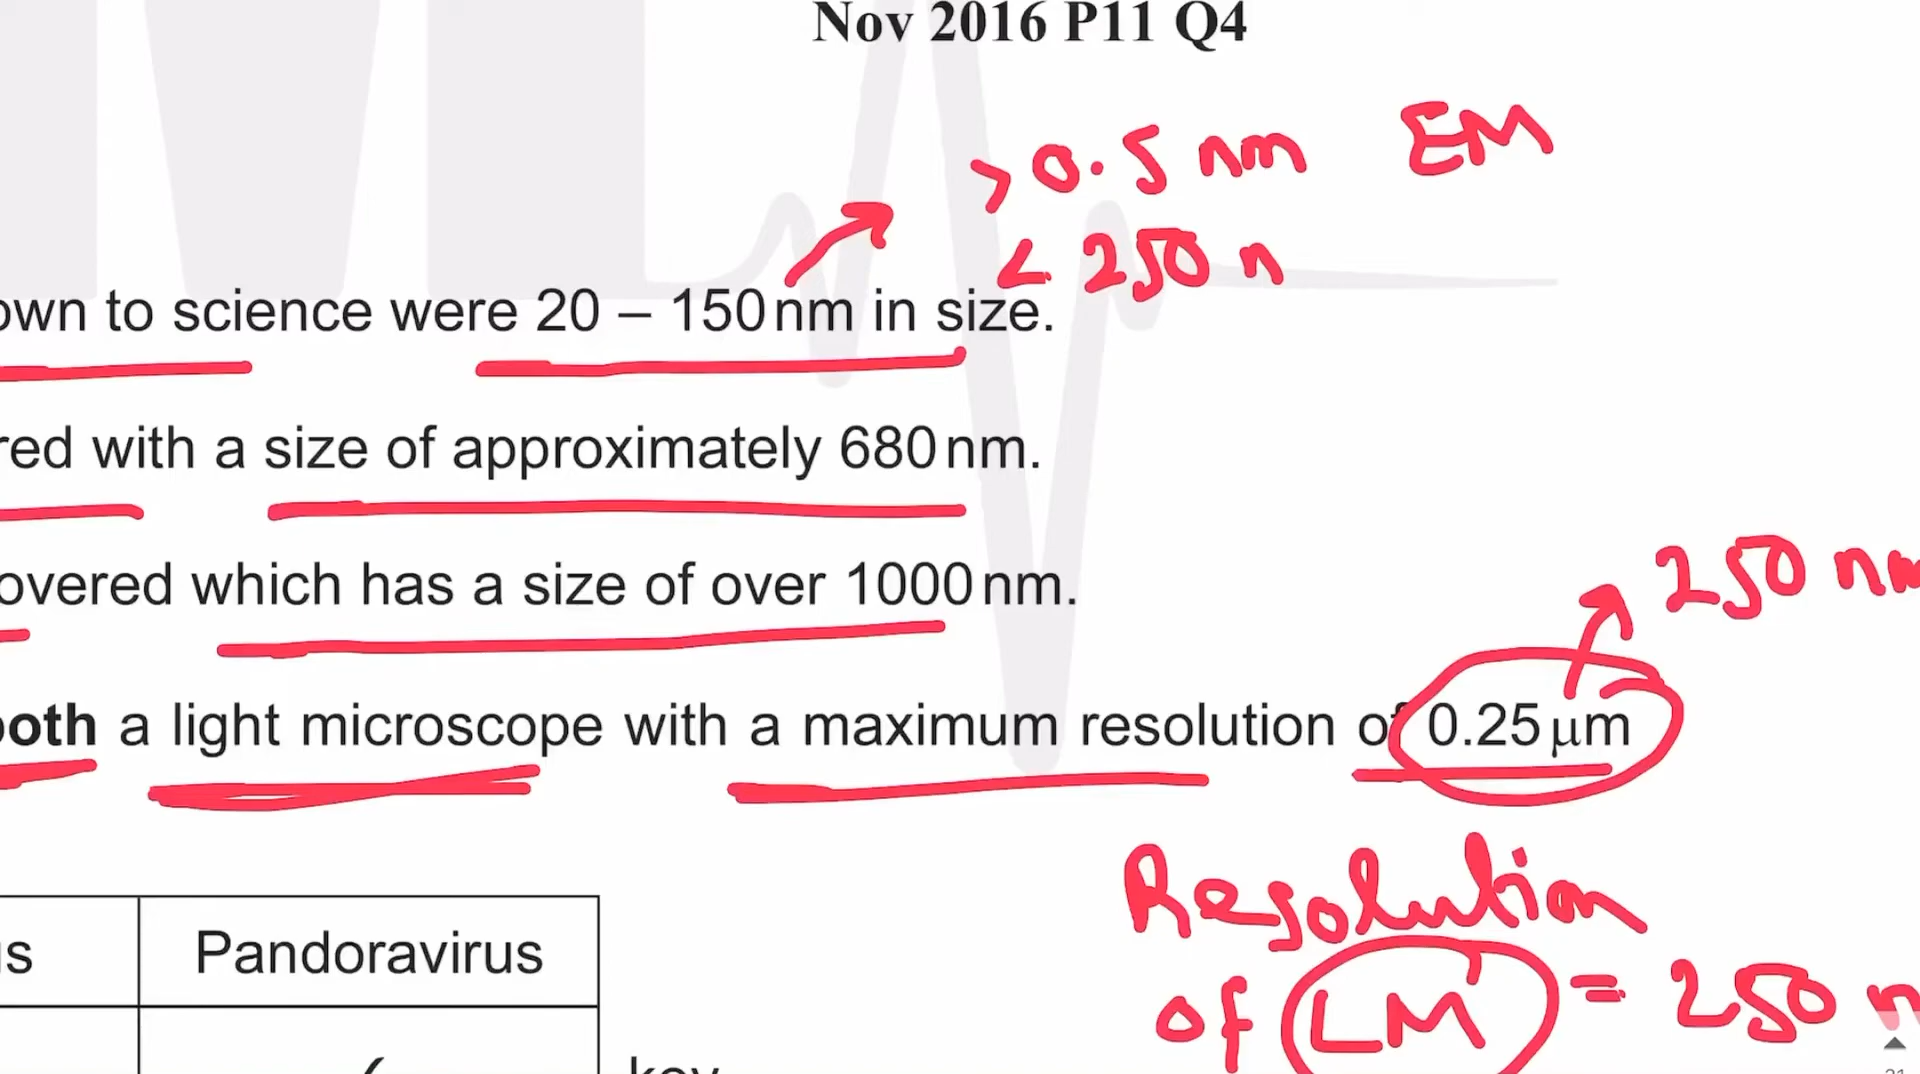 Nov 2016 P11 Q4
>0.5 nm EM
< 250 n
own to science were 20 – 150 nm in size.
red with a size of approximately 680 nm.
overed which has a size of over 1000 nm.
250 nm
both a light microscope with a maximum resolution of 0.25 μm
Resolution
of LM = 250 n
us Pandoravirus
key